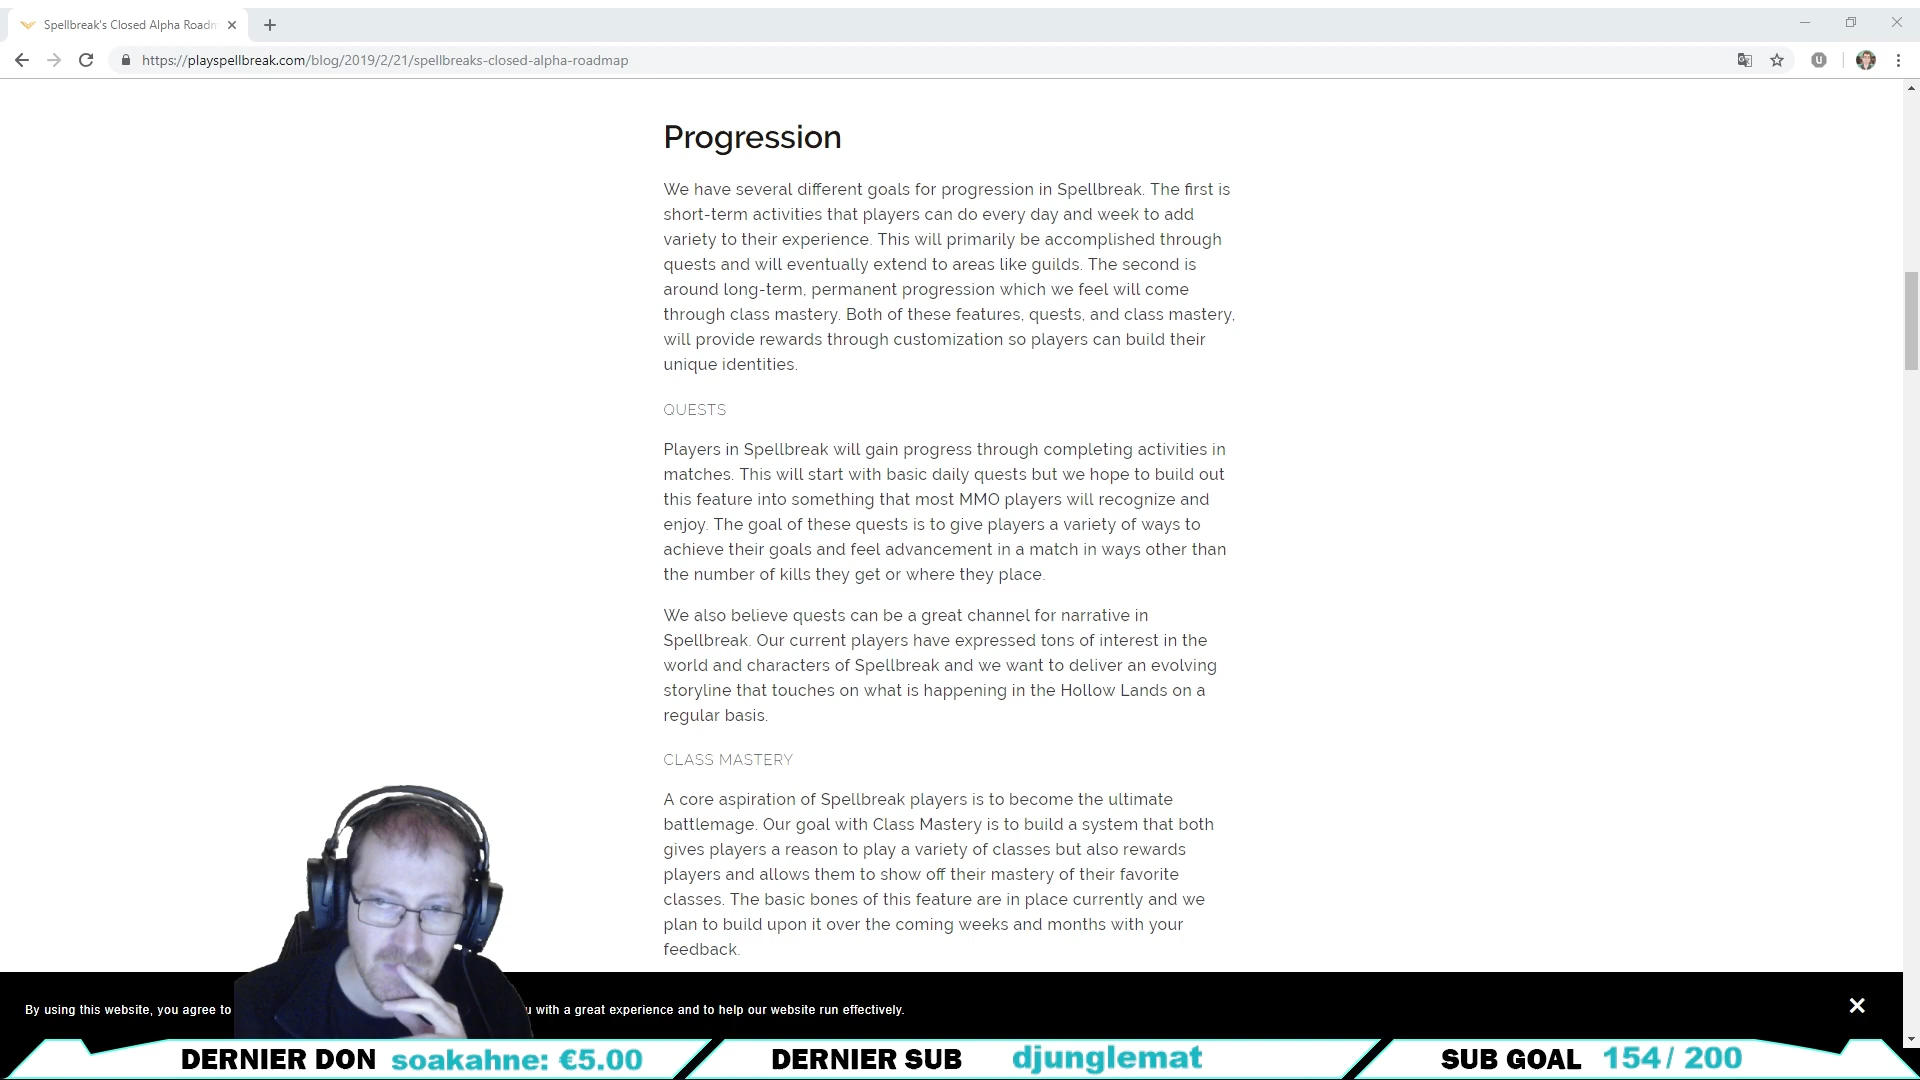 Spellbreak's Closed Alpha Roadm
https://playspellbreak.com/blog/2019/2/21/spellbreaks-closed-alpha-roadmap
Progression
We have several different goals for progression in Spellbreak. The first is
short-term activities that players can do every day and week to add
variety to their experience. This will primarily be accomplished through
quests and will eventually extend to areas like guilds. The second is
around long-term, permanent progression which we feel will come
through class mastery. Both of these features, quests, and class mastery,
will provide rewards through customization so players can build their
unique identities.
QUESTS
Players in Spellbreak will gain progress through completing activities in
matches. This will start with basic daily quests but we hope to build out
this feature into something that most MMO players will recognize and
enjoy. The goal of these quests is to give players a variety of ways to
achieve their goals and feel advancement in a match in ways other than
the number of kills they get or where they place.
We also believe quests can be a great channel for narrative in
Spellbreak. Our current players have expressed tons of interest in the
world and characters of Spellbreak and we want to deliver an evolving
storyline that touches on what is happening in the Hollow Lands on a
regular basis.
CLASS MASTERY
A core aspiration of Spellbreak players is to become the ultimate
battlemage. Our goal with Class Mastery is to build a system that both
gives players a reason to play a variety of classes but also rewards
players and allows them to show off their mastery of their favorite
classes. The basic bones of this feature are in place currently and we
plan to build upon it over the coming weeks and months with your
feedback.
By using this website, you agree to u with a great experience and to help our website run effectively.
DERNIER DON soakahne: €5.00 DERNIER SUB djunglemat SUB GOAL 154 / 200